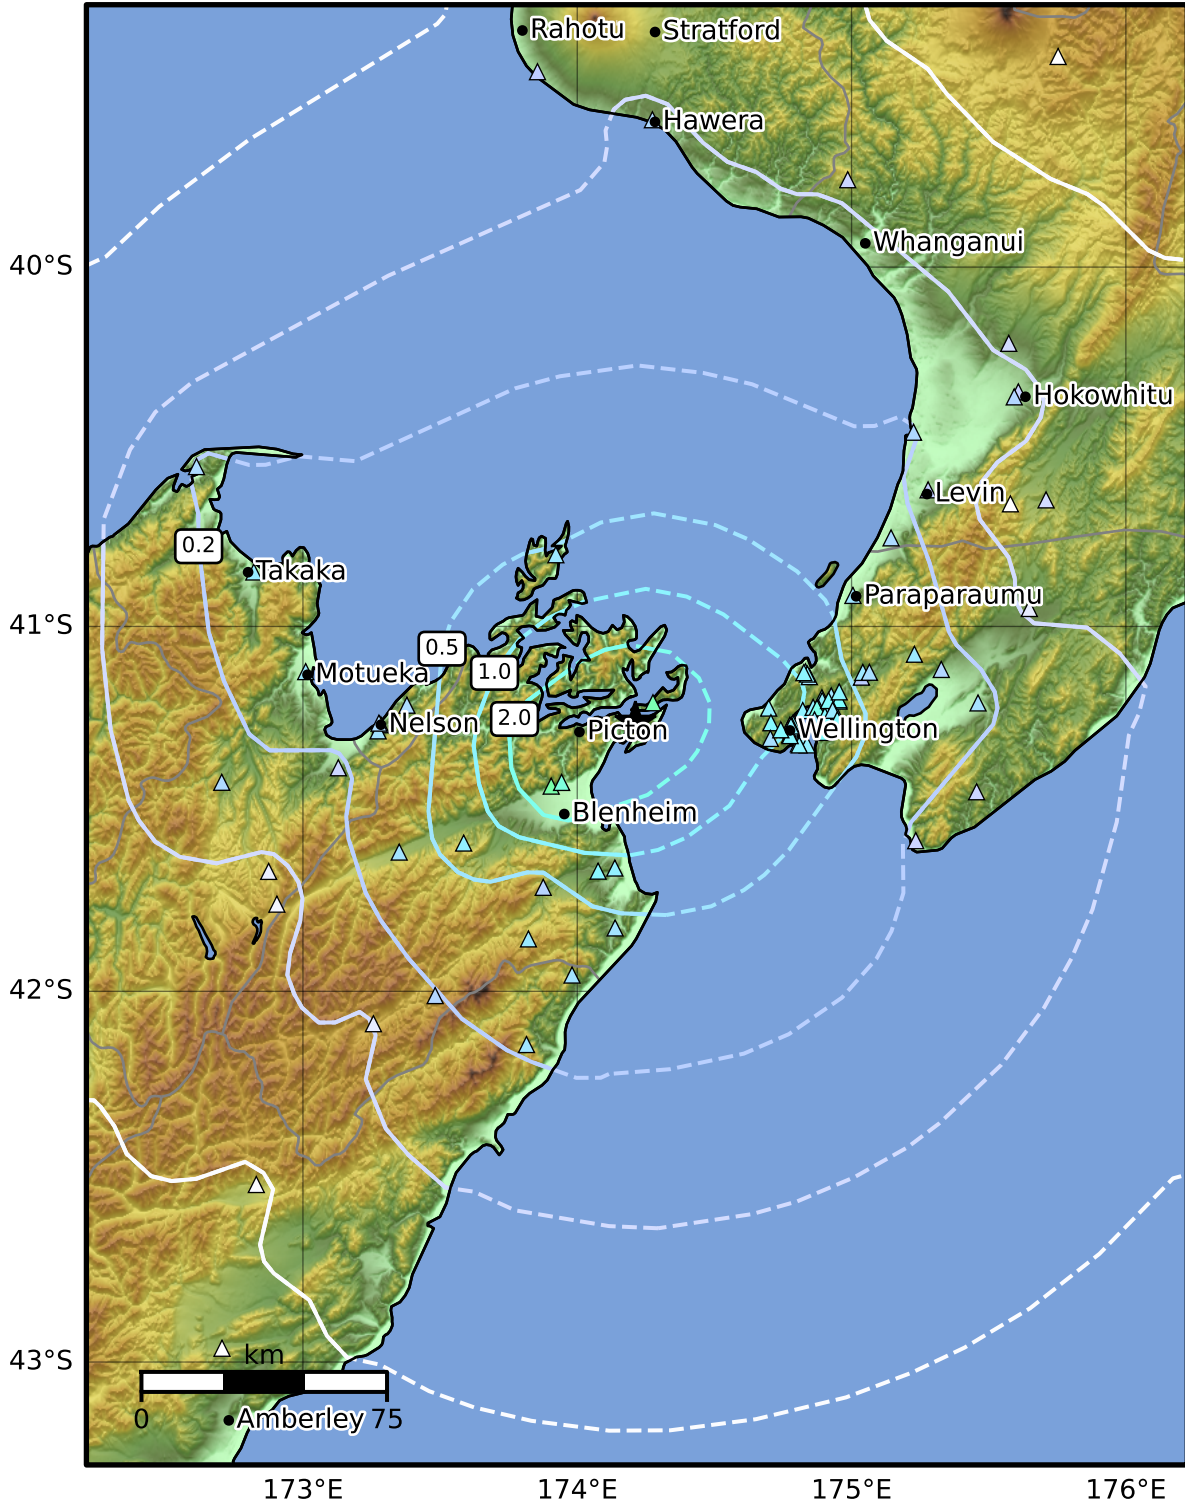 Rahotu
Stratford
Hawera
Whanganui
40°S
Hokowhitu
Levin
0.2
Takaka
Paraparaumu
41°S
0.5
1.0
Motueka
2.0
Nelson
Picton
Wellington
Blenheim
42°S
km
43°S
0
75
Amberley
173°E
174°E
175°E
176°E